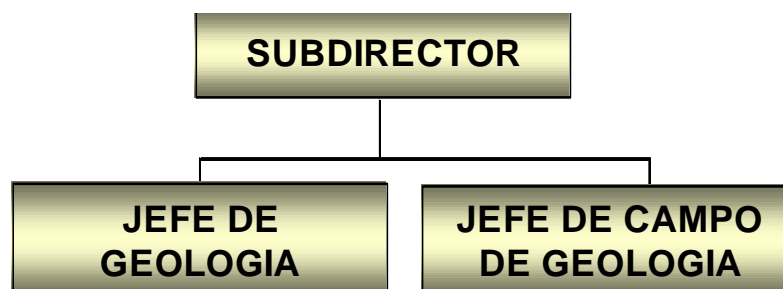 SUBDIRECTOR
JEFE DE
GEOLOGIA
JEFE DE CAMPO
DE GEOLOGIA